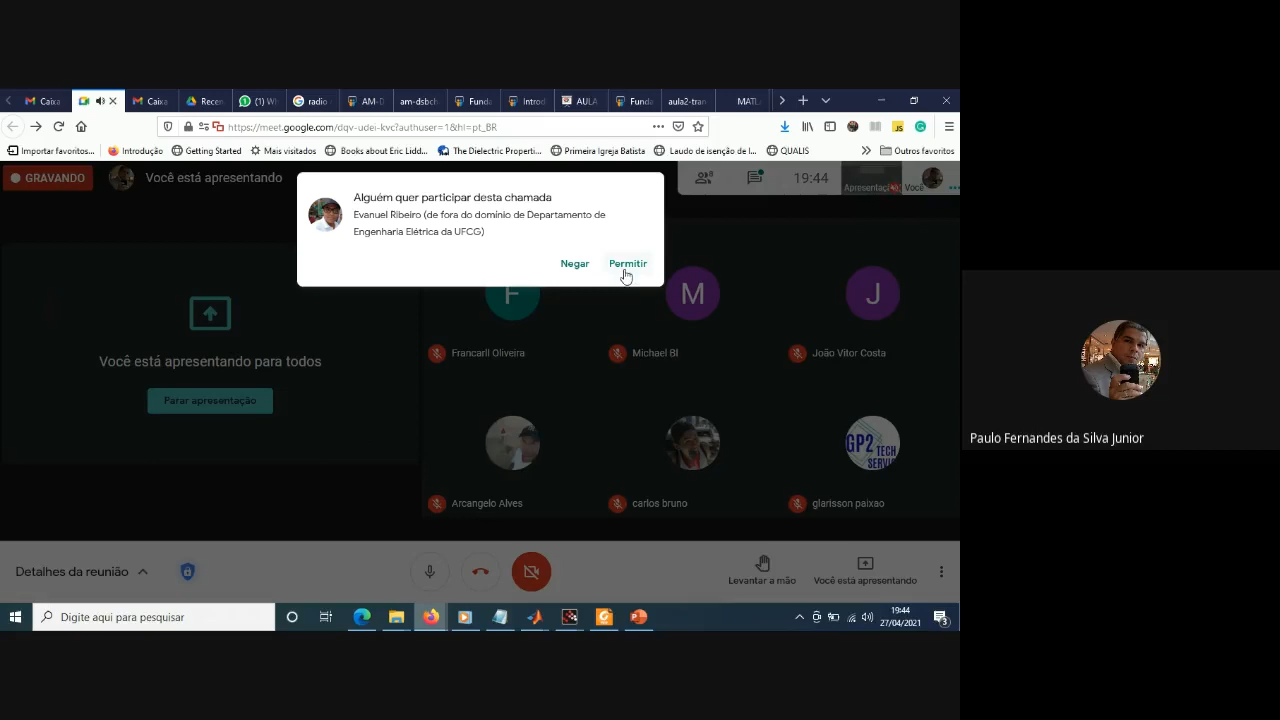 Caixa
Caixa
Recen
(1) W
radio
AM-D
am-dsbch
Funda
Introd
AULA
Funda
aula2-tran
MATL
https://meet.google.com/dqv-udei-kvc?authuser=1&hl=pt_BR
Importar favoritos...
Introdução
Getting Started
Mais visitados
Books about Eric Lidd...
The Dielectric Properti...
Primeira Igreja Batista
Laudo de isenção de I...
QUALIS
Outros favoritos
GRAVANDO
Você está apresentando
19:44
Você
Alguém quer participar desta chamada
Evanuel Ribeiro (de fora do domínio de Departamento de
Engenharia Elétrica da UFCG)
Negar
Permitir
F
M
J
Você está apresentando para todos
Parar apresentação
Francarll Oliveira
Michael Bl
João Vitor Costa
GP2
TECH
SERVI
Arcangelo Alves
carlos bruno
glarisson paixao
Paulo Fernandes da Silva Junior
Detalhes da reunião
Levantar a mão
Você está apresentando
Digite aqui para pesquisar
19:44
27/04/2021
3